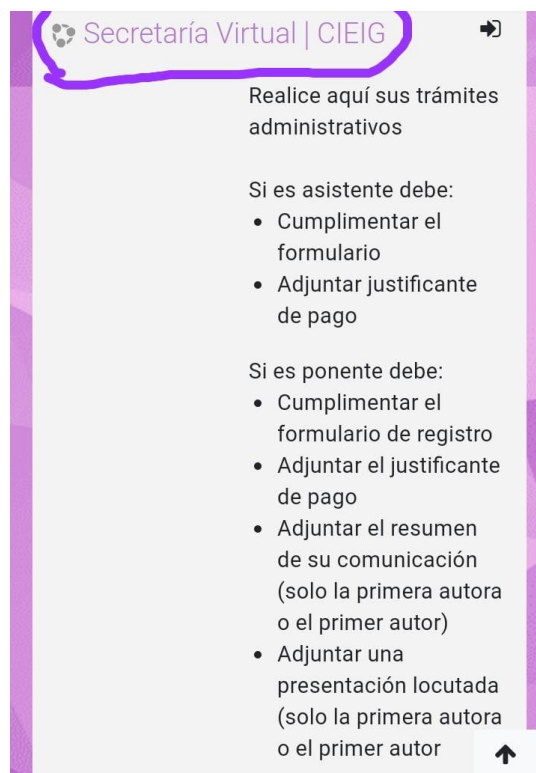 Secretaría Virtual | CIEIG
Realice aquí sus trámites
administrativos
Si es asistente debe:
• Cumplimentar el
formulario
• Adjuntar justificante
de pago
Si es ponente debe:
• Cumplimentar el
formulario de registro
• Adjuntar el justificante
de pago
• Adjuntar el resumen
de su comunicación
(solo la primera autora
o el primer autor)
• Adjuntar una
presentación locutada
(solo la primera autora
o el primer autor